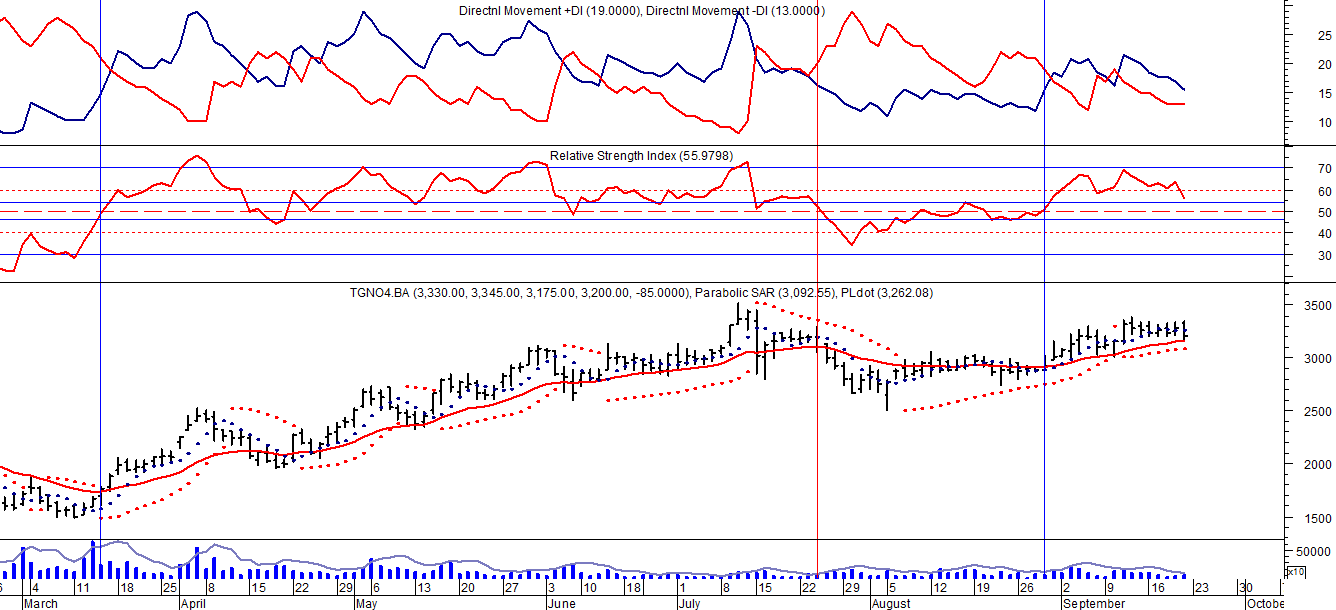 Directnl Movement +DI (19.0000), Directnl Movement -DI (13.0000)
25
20
15
10
Relative Strength Index (55.9798)
70
60
50
40
30
TGNO4.BA (3,330.00, 3,345.00, 3,175.00, 3,200.00, -85.0000), Parabolic SAR (3,092.55), PLdot (3,262.08)
3500
3000
2500
2000
1500
50000
x10
6 4 11 18 25 8 15 22 29 6 13 20 27 3 10 18 1 8 15 22 29 5 12 19 26 2 9 16 23 30
March April May June July August September Octobe